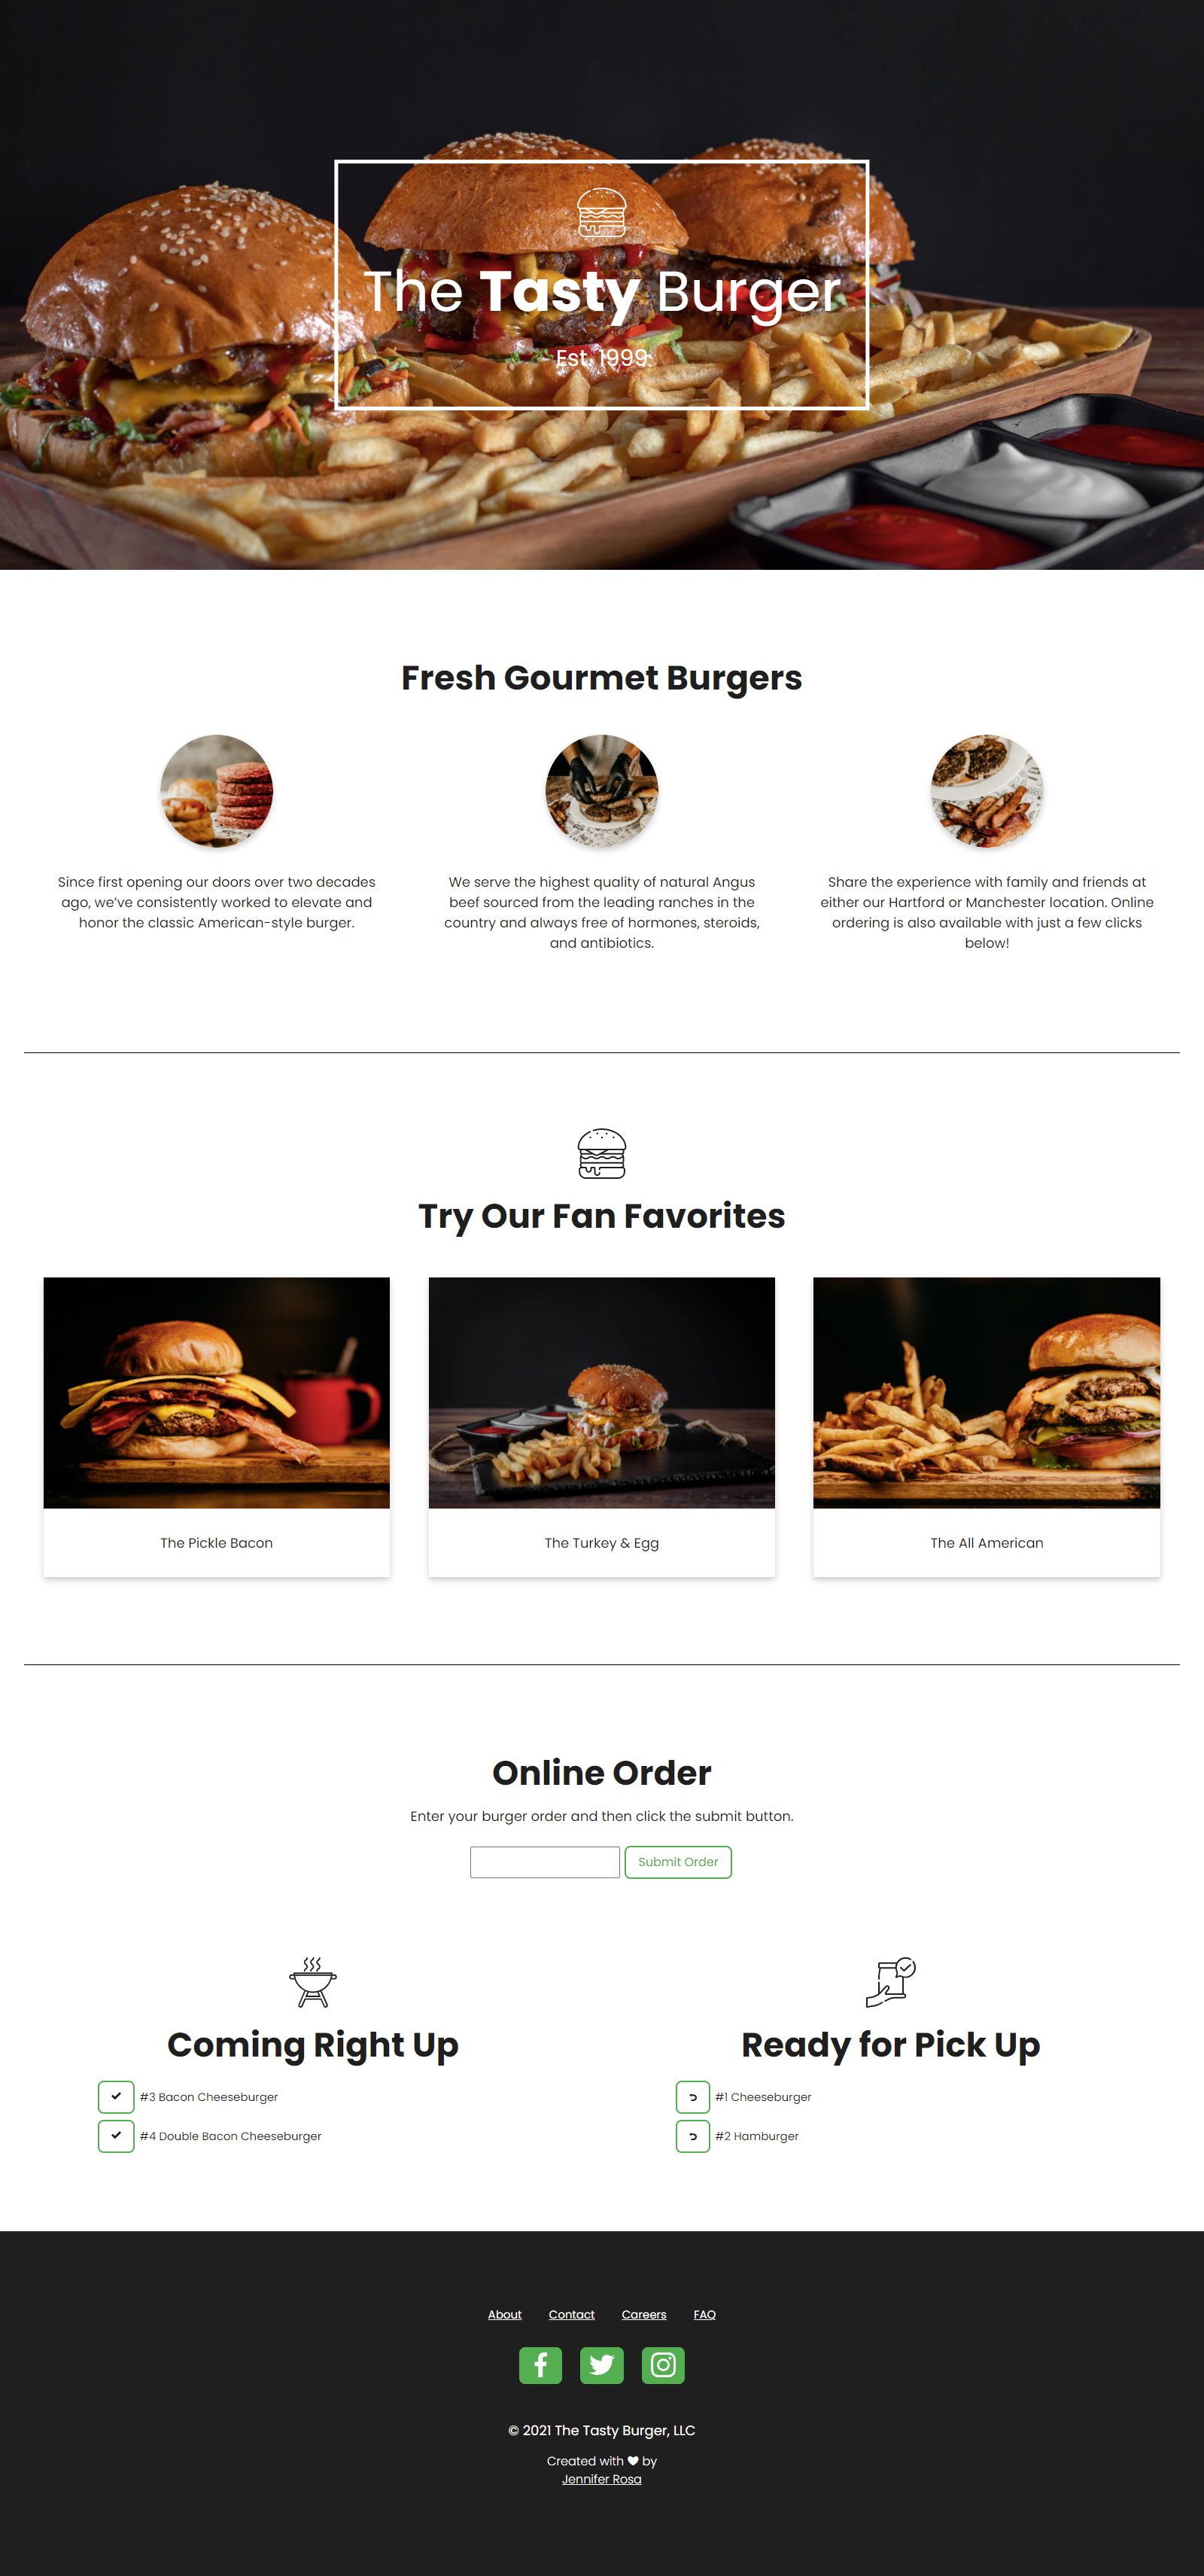 The Tasty Burger
Est. 1999
Fresh Gourmet Burgers
Since first opening our doors over two decades
ago, we've consistently worked to elevate and
honor the classic American-style burger.
We serve the highest quality of natural Angus
beef sourced from the leading ranches in the
country and always free of hormones, steroids,
and antibiotics.
Share the experience with family and friends at
either our Hartford or Manchester location. Online
ordering is also available with just a few clicks
below!
Try Our Fan Favorites
The Pickle Bacon
The Turkey & Egg
The All American
Online Order
Enter your burger order and then click the submit button.
Submit Order
Coming Right Up
#3 Bacon Cheeseburger
#4 Double Bacon Cheeseburger
Ready for Pick Up
#1 Cheeseburger
#2 Hamburger
About Contact Careers FAQ
© 2021 The Tasty Burger, LLC
Created with ♥ by
Jennifer Rosa